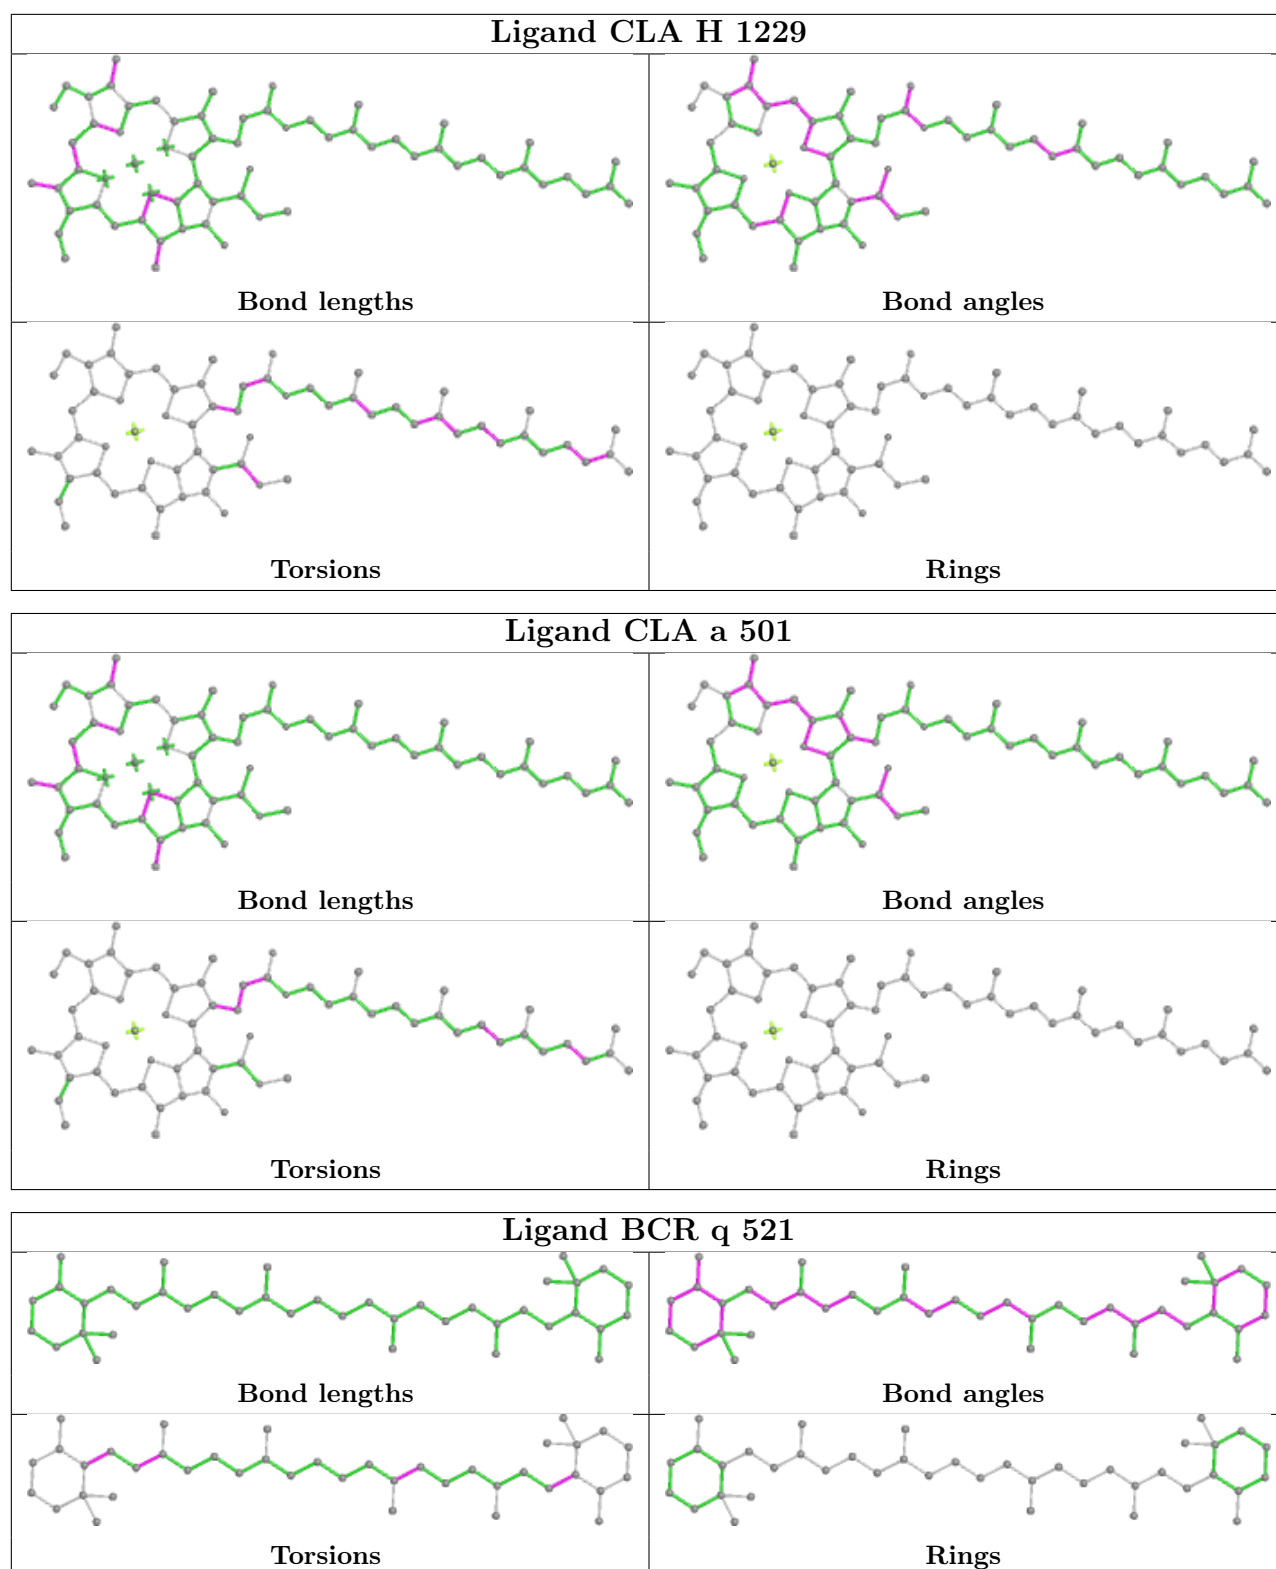 Ligand CLA H 1229
Bond lengths
Bond angles
Torsions
Rings
Ligand CLA a 501
Bond lengths
Bond angles
Torsions
Rings
Ligand BCR q 521
Bond lengths
Bond angles
Torsions
Rings